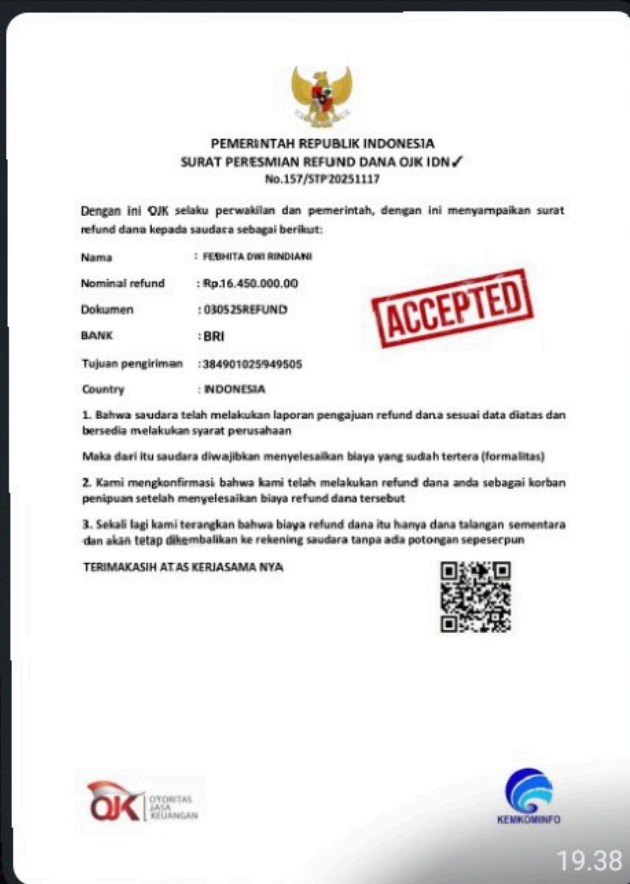 PEMERINTAH REPUBLIK INDONESIA
SURAT PERESMIAN REFUND DANA OJK IDN✓
No.157/STP'20251117
Dengan ini OJK selaku perwakilan dan pemerintah, dengan ini menyampaikan surat
refund dana kepada saudara sebagai berikut:
Nama : FEBHITA DWI RINDIANI
Nominal refund : Rp.16.450.000.00
Dokumen : 030525REFUND
BANK : BRI
Tujuan pengiriman : 384901025949505
Country : INDONESIA
ACCEPTED
1. Bahwa saudara telah melakukan laporan pengajuan refund dana sesuai data diatas dan
bersedia melakukan syarat perusahaan
Maka dari itu saudara diwajibkan menyelesaikan biaya yang sudah tertera (formalitas)
2. Kami mengkonfirmasi bahwa kami telah melakukan refund dana anda sebagai korban
penipuan setelah menyelesaikan biaya refund dana tersebut
3. Sekali lagi kami terangkan bahwa biaya refund dana itu hanya dana talangan sementara
dan akan tetap dikembalikan ke rekening saudara tanpa ada potongan sepeserpun
TERIMAKASIH ATAS KERJASAMA NYA
OJK OTORITAS
JASA
KEUANGAN
KEMKOMINFO
19.38